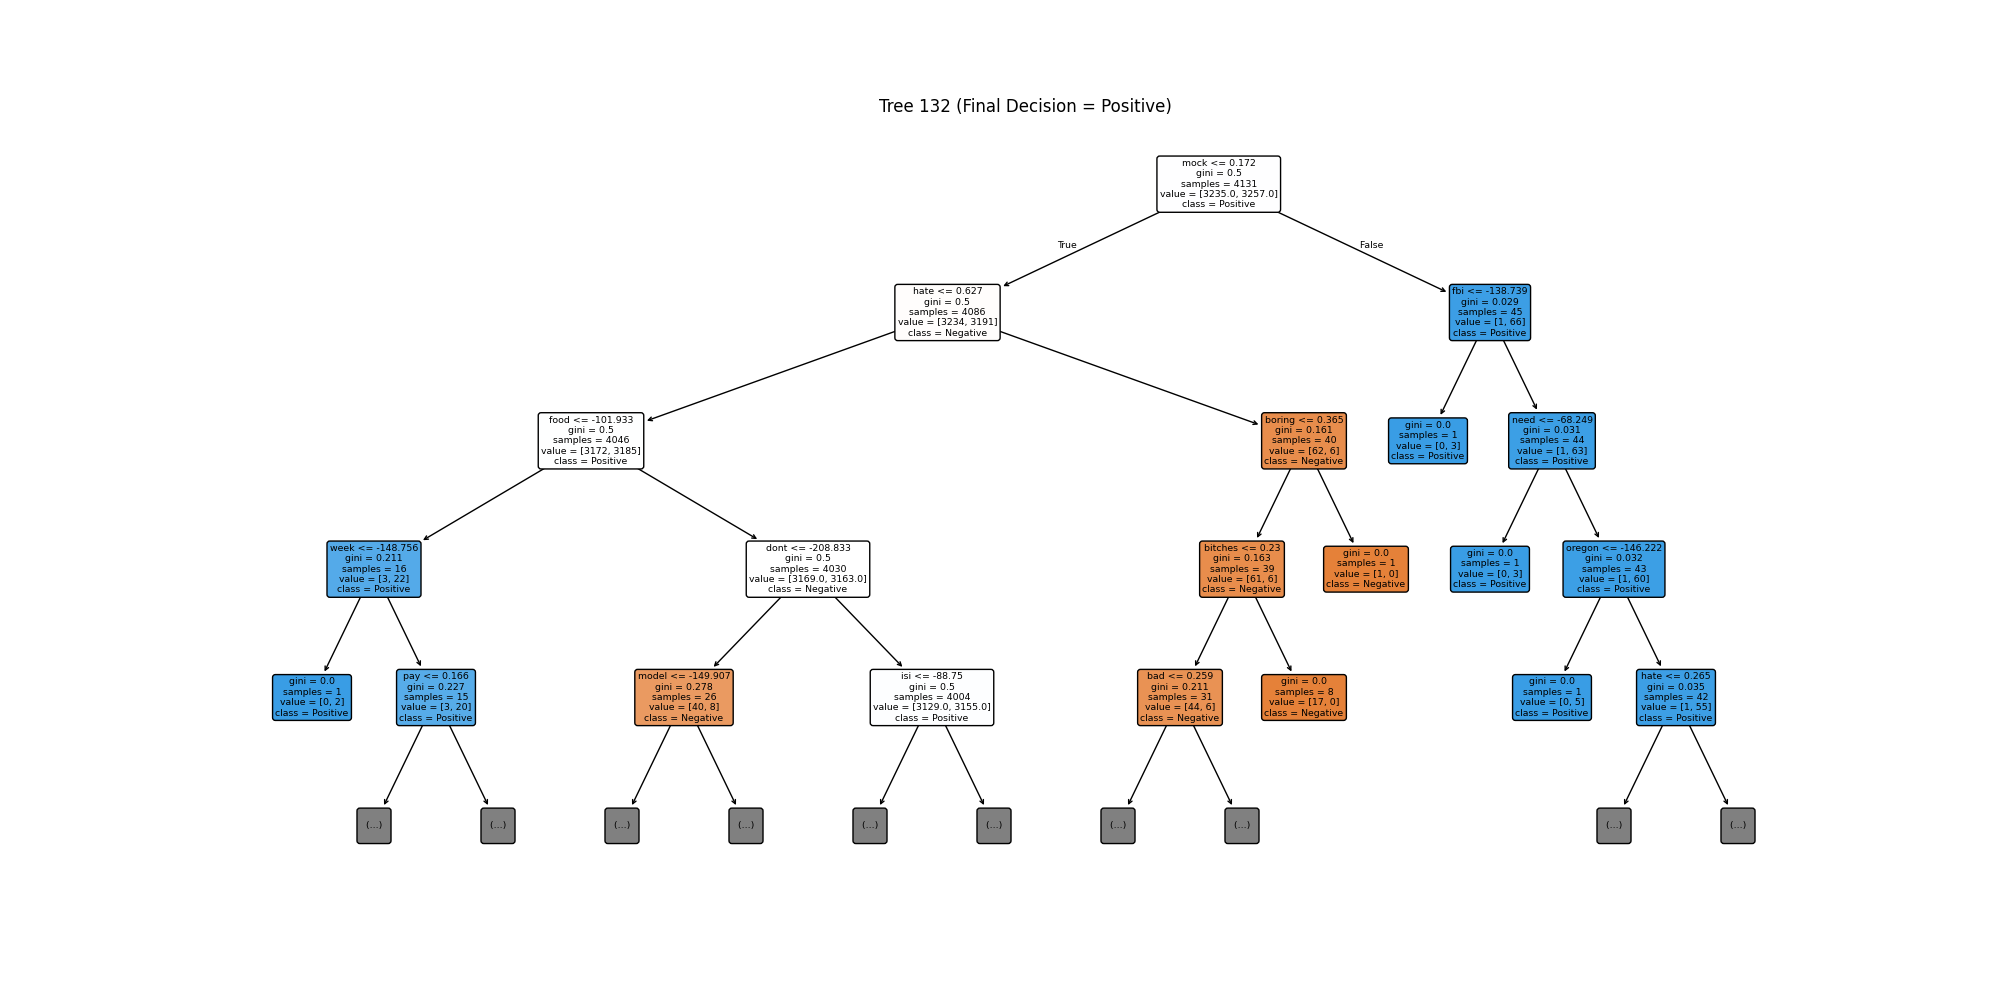 Tree 132 (Final Decision = Positive)
mock <= 0.172
gini = 0.5
samples = 4131
value = [3235.0, 3257.0]
class = Positive
True
False
hate <= 0.627
gini = 0.5
samples = 4086
value = [3234, 3191]
class = Negative
fbi <= -138.739
gini = 0.029
samples = 45
value = [1, 66]
class = Positive
food <= -101.933
gini = 0.5
samples = 4046
value = [3172, 3185]
class = Positive
boring <= 0.365
gini = 0.161
samples = 40
value = [62, 6]
class = Negative
gini = 0.0
samples = 1
value = [0, 3]
class = Positive
need <= -68.249
gini = 0.031
samples = 44
value = [1, 63]
class = Positive
week <= -148.756
gini = 0.211
samples = 16
value = [3, 22]
class = Positive
dont <= -208.833
gini = 0.5
samples = 4030
value = [3169.0, 3163.0]
class = Negative
bitches <= 0.23
gini = 0.163
samples = 39
value = [61, 6]
class = Negative
gini = 0.0
samples = 1
value = [1, 0]
class = Negative
gini = 0.0
samples = 1
value = [0, 3]
class = Positive
oregon <= -146.222
gini = 0.032
samples = 43
value = [1, 60]
class = Positive
gini = 0.0
samples = 1
value = [0, 2]
class = Positive
pay <= 0.166
gini = 0.227
samples = 15
value = [3, 20]
class = Positive
model <= -149.907
gini = 0.278
samples = 26
value = [40, 8]
class = Negative
isi <= -88.75
gini = 0.5
samples = 4004
value = [3129.0, 3155.0]
class = Positive
bad <= 0.259
gini = 0.211
samples = 31
value = [44, 6]
class = Negative
gini = 0.0
samples = 8
value = [17, 0]
class = Negative
gini = 0.0
samples = 1
value = [0, 5]
class = Positive
hate <= 0.265
gini = 0.035
samples = 42
value = [1, 55]
class = Positive
(...)
(...)
(...)
(...)
(...)
(...)
(...)
(...)
(...)
(...)